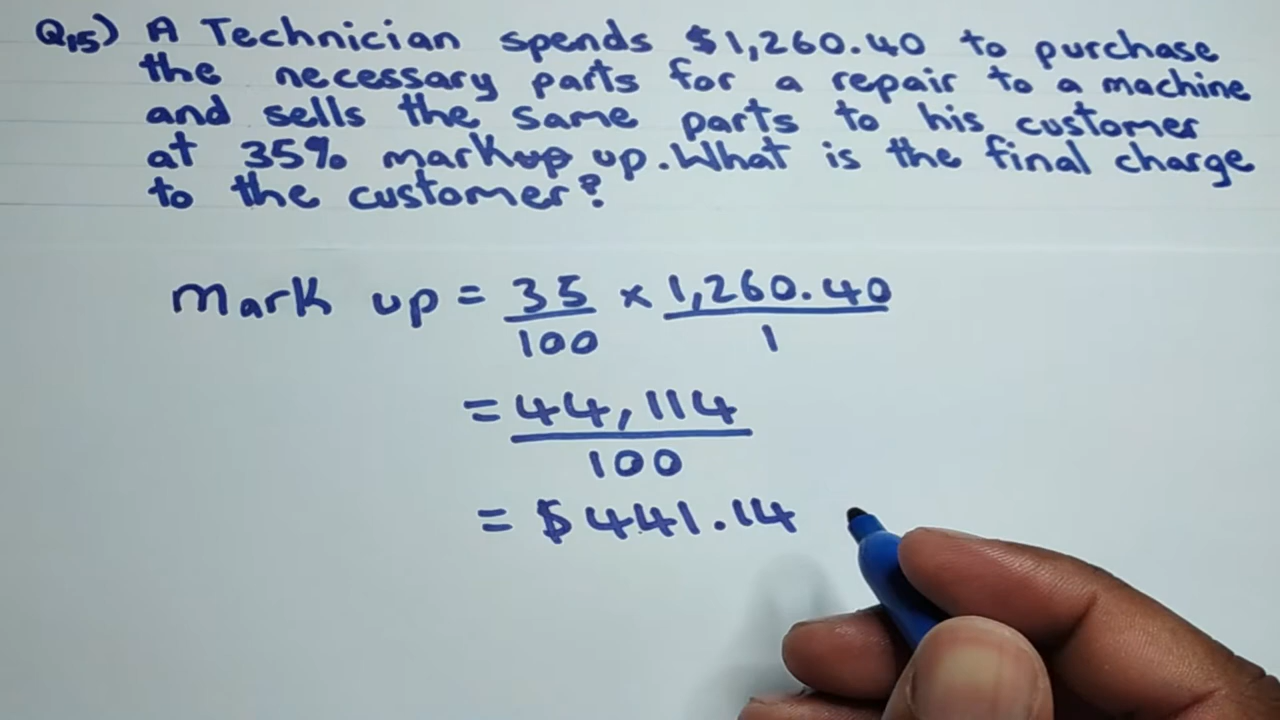 Q15) A Technician spends $1,260.40 to purchase
the necessary parts for a repair to a machine
and sells the same parts to his customer
at 35% mark up. What is the final charge
to the customer?
mark up = 35/100 × 1,260.40/1
= 44,114/100
= $441.14